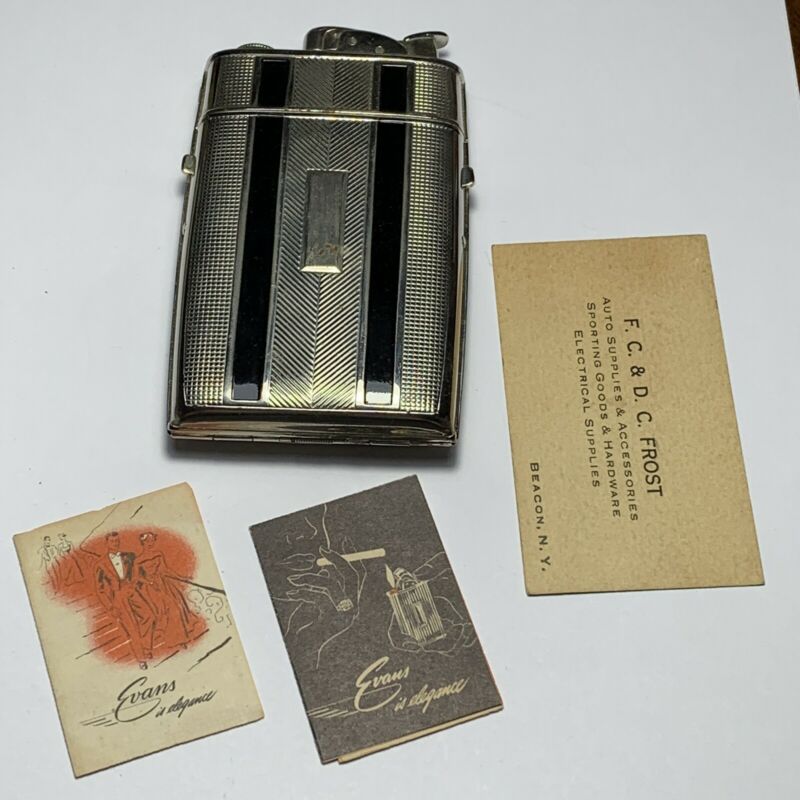 F. C. & D. C. FROST
AUTO SUPPLIES & ACCESSORIES
SPORTING GOODS & HARDWARE
ELECTRICAL SUPPLIES
BEACON, N. Y.
Evans
is elegance
Evans
is elegance